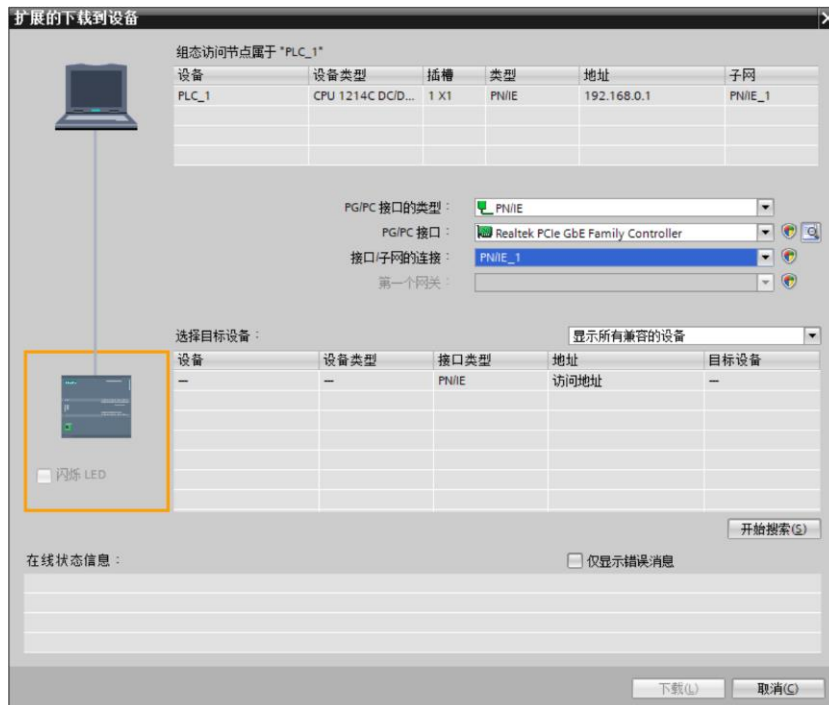 扩展的下载到设备
组态访问节点属于 "PLC_1"
设备 设备类型 插槽 类型 地址 子网
PLC_1 CPU 1214C DC/D... 1 X1 PN/IE 192.168.0.1 PN/IE_1
PG/PC 接口的类型： PN/IE
PG/PC 接口： Realtek PCIe GbE Family Controller
接口/子网的连接： PN/IE_1
第一个网关：
选择目标设备： 显示所有兼容的设备
设备 设备类型 接口类型 地址 目标设备
— — PN/IE 访问地址 —
闪烁 LED
开始搜索(S)
在线状态信息： 仅显示错误消息
下载(L) 取消(C)